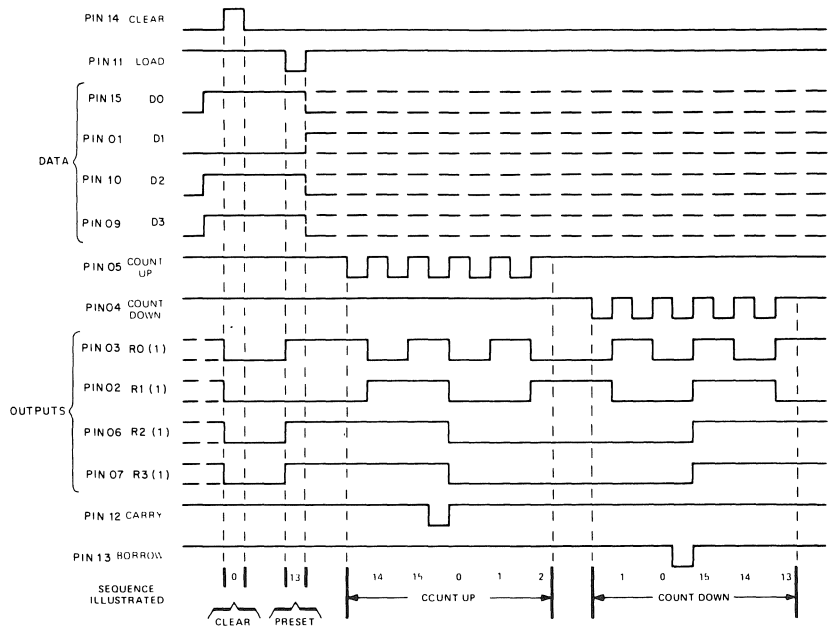 PIN 14 CLEAR
PIN 11 LOAD
PIN 15 D0
PIN 01 D1
DATA
PIN 10 D2
PIN 09 D3
PIN 05 COUNT UP
PIN04 COUNT DOWN
PIN 03 R0 (1)
PIN 02 R1 (1)
OUTPUTS
PIN 06 R2 (1)
PIN 07 R3 (1)
PIN 12 CARRY
PIN 13 BORROW
SEQUENCE ILLUSTRATED
0 13 14 15 0 1 2 1 0 15 14 13
CLEAR PRESET CCUNT UP COUNT DOWN